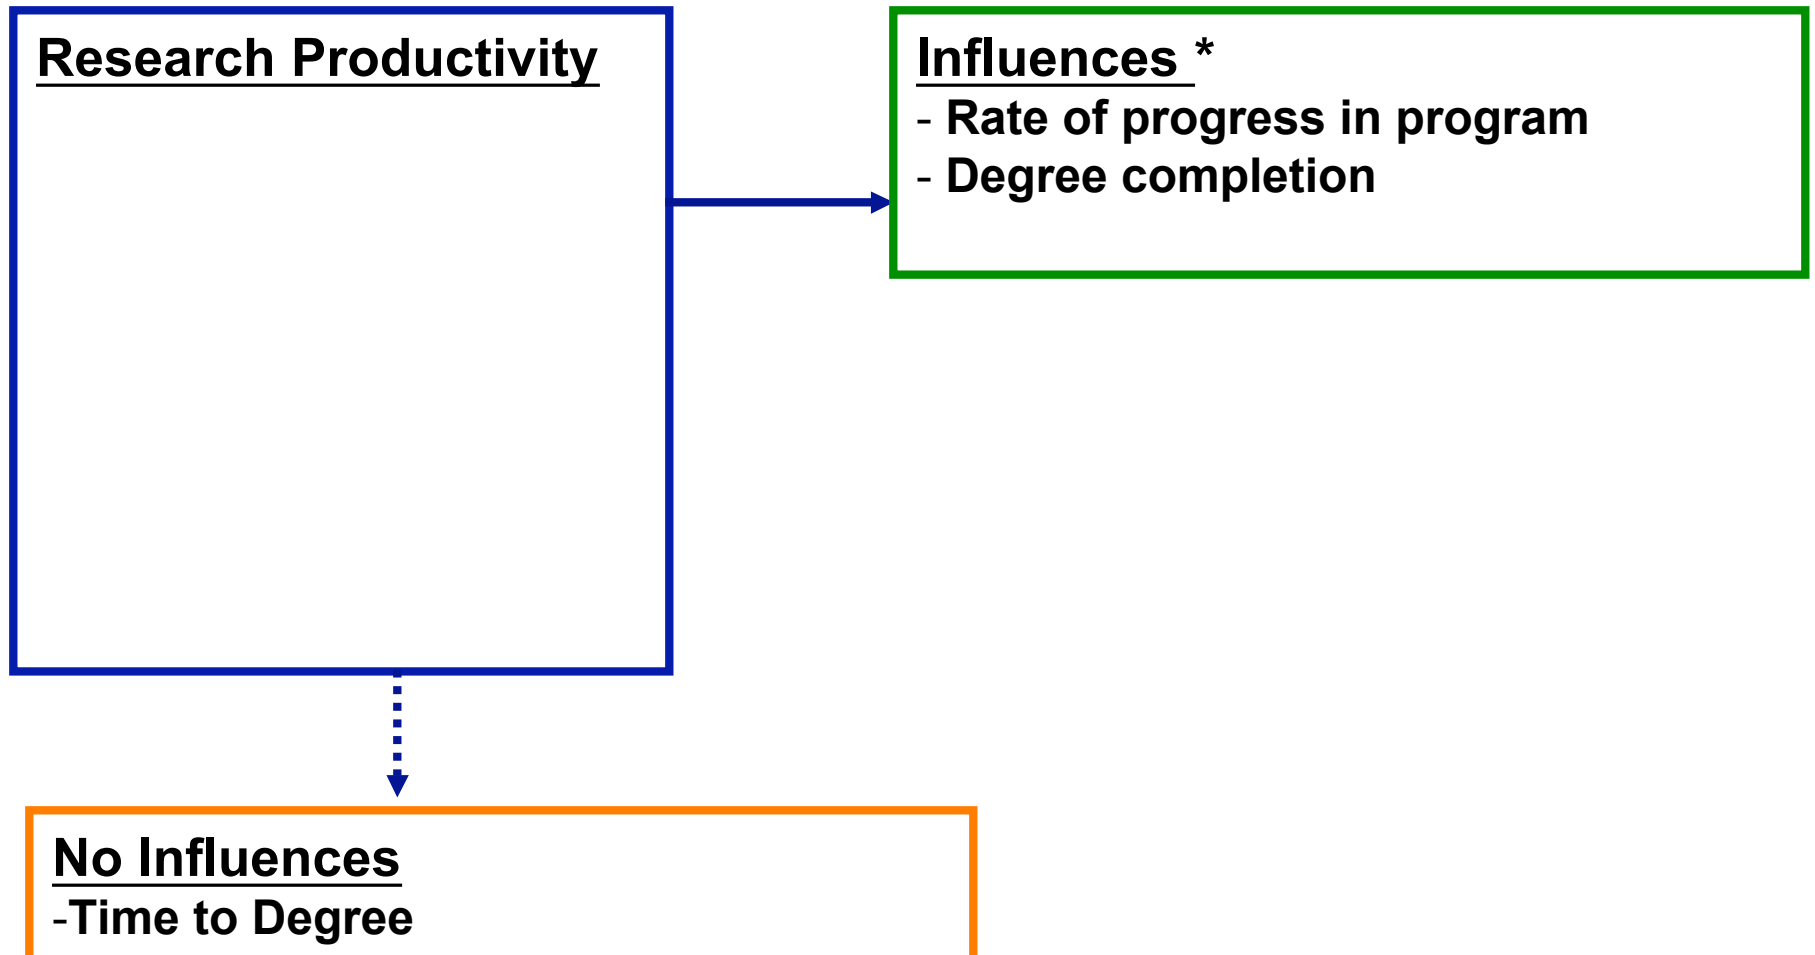 Research Productivity
Influences *
- Rate of progress in program
- Degree completion
No Influences
-Time to Degree